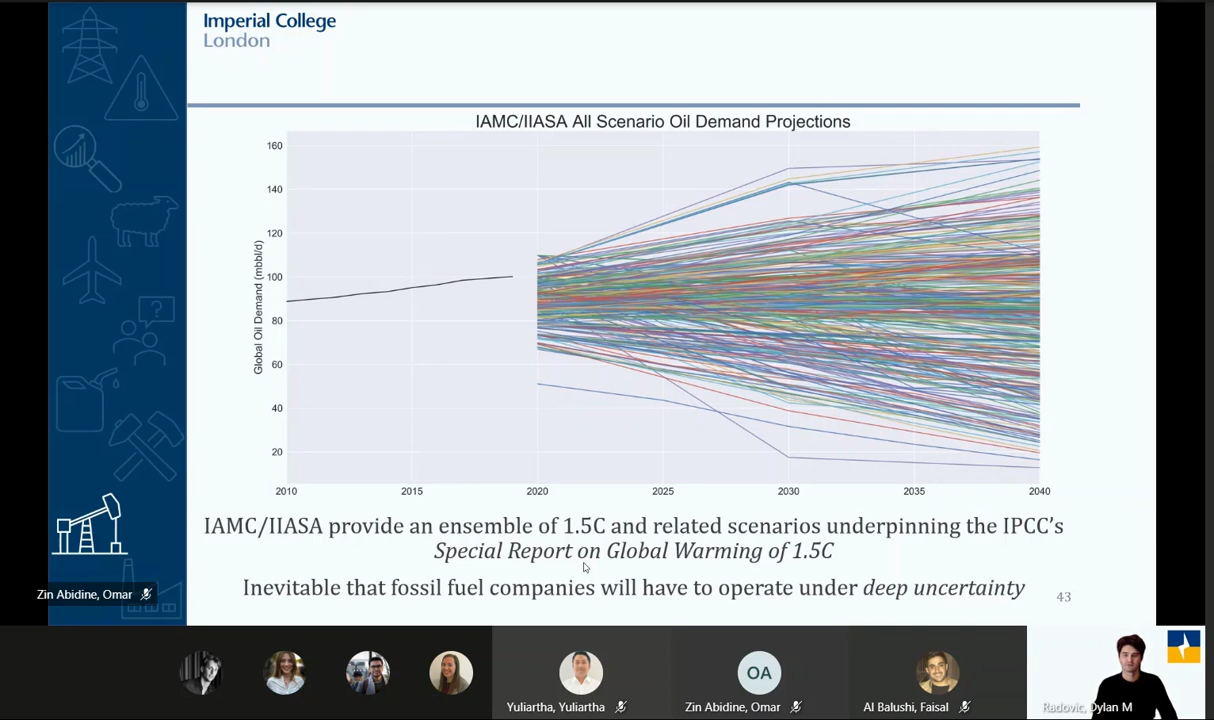 Imperial College
London
IAMC/IIASA All Scenario Oil Demand Projections
Global Oil Demand (mbbl/d)
160
140
120
100
80
60
40
20
2010 2015 2020 2025 2030 2035 2040
IAMC/IIASA provide an ensemble of 1.5C and related scenarios underpinning the IPCC's
Special Report on Global Warming of 1.5C
Inevitable that fossil fuel companies will have to operate under deep uncertainty
43
Zin Abidine, Omar
?
OA
Yuliartha, Yuliartha
Zin Abidine, Omar
Al Balushi, Faisal
Radovic, Dylan M